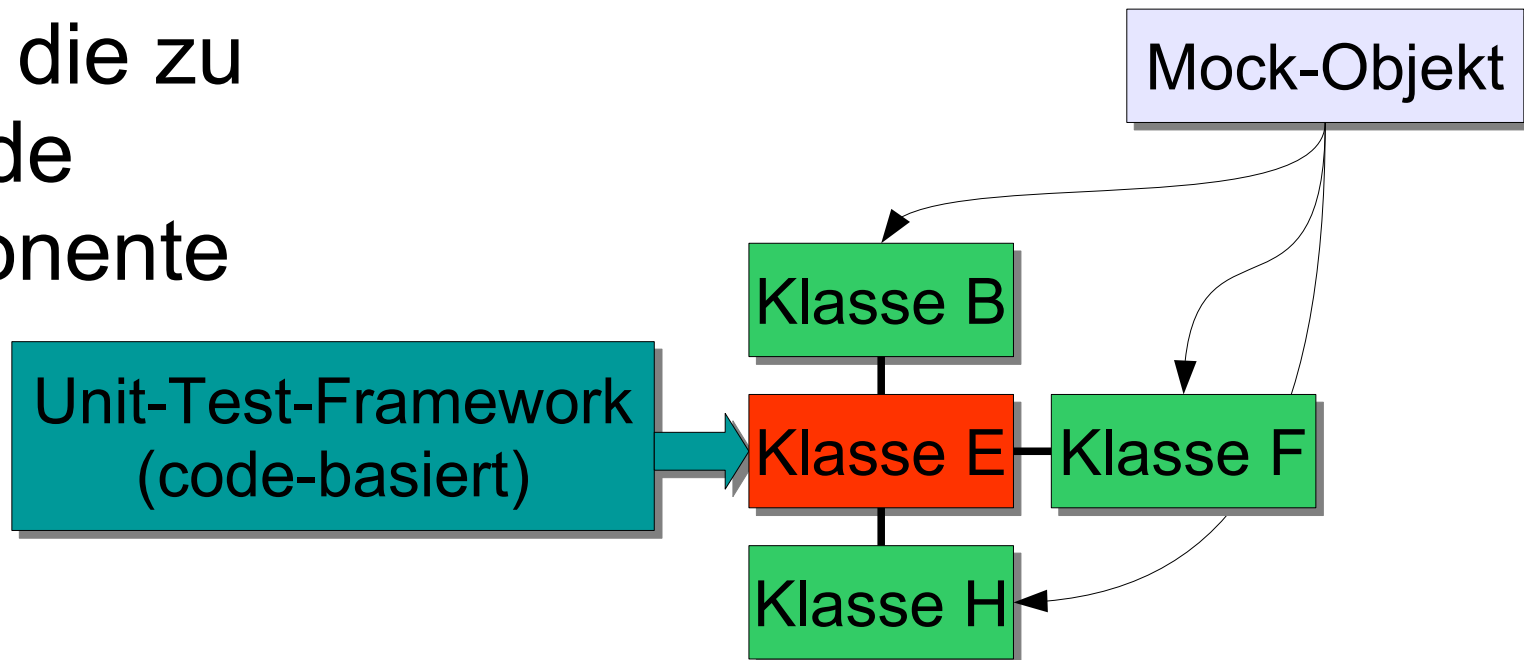 die zu
de
onente
Mock-Objekt
Klasse B
Unit-Test-Framework
(code-basiert)
Klasse E
Klasse F
Klasse H